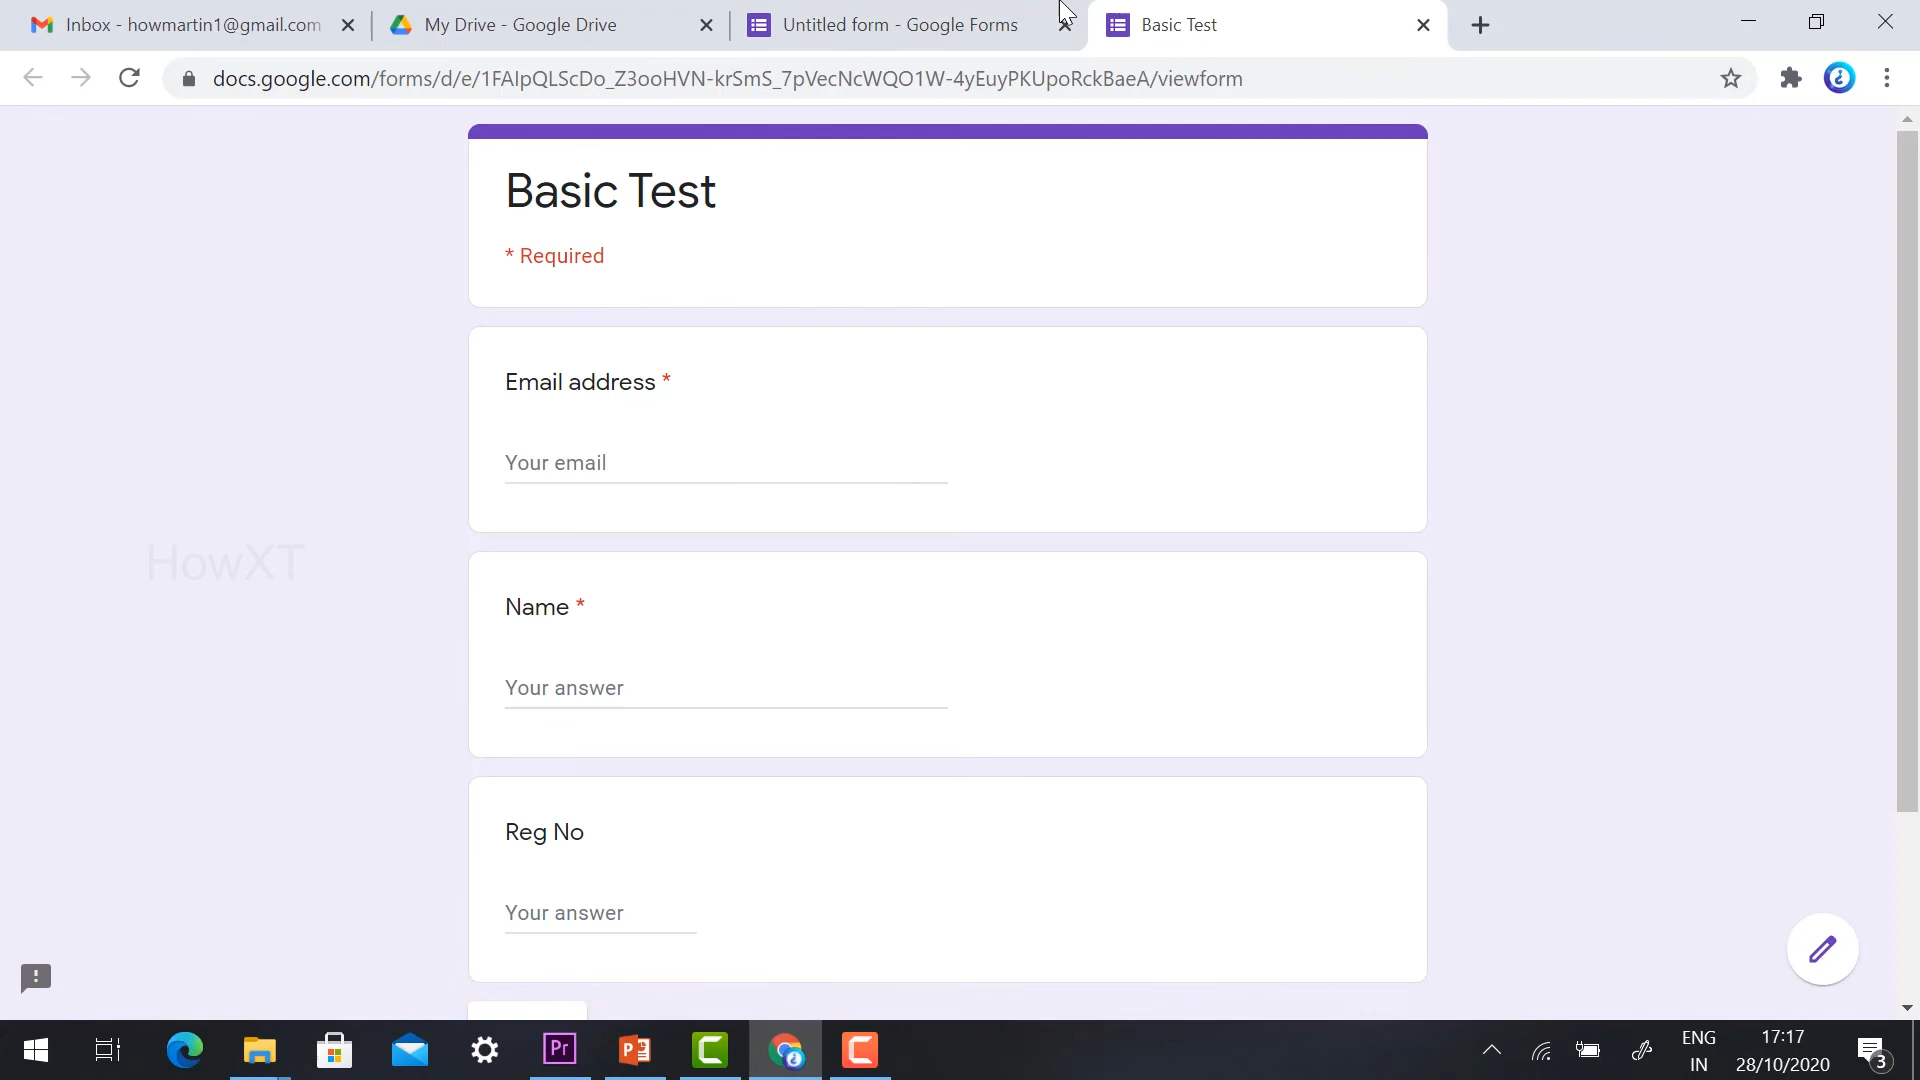 Inbox - howmartin1@gmail.com
My Drive - Google Drive
Untitled form - Google Forms
Basic Test
docs.google.com/forms/d/e/1FAIpQLScDo_Z3ooHVN-krSmS_7pVecNcWQO1W-4yEuyPKUpoRckBaeA/viewform
Basic Test
* Required
Email address *
Your email
HowXT
Name *
Your answer
Reg No
Your answer
Pr
ENG
IN
17:17
28/10/2020
3